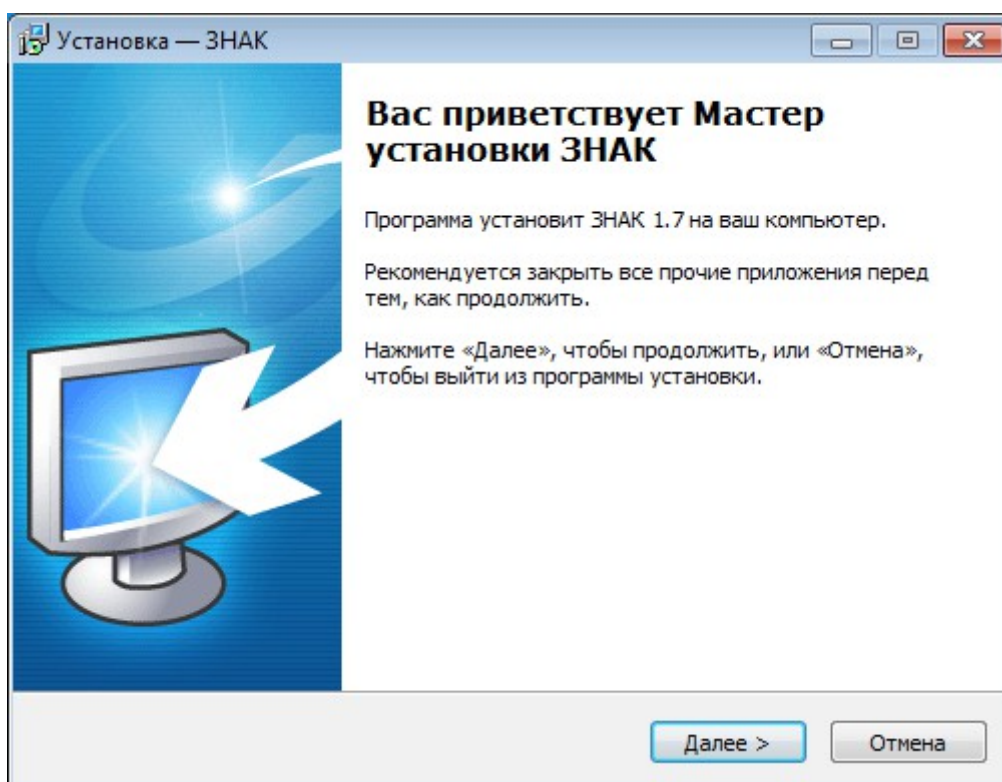 Установка — ЗНАК
Вас приветствует Мастер
установки ЗНАК
Программа установит ЗНАК 1.7 на ваш компьютер.
Рекомендуется закрыть все прочие приложения перед
тем, как продолжить.
Нажмите «Далее», чтобы продолжить, или «Отмена»,
чтобы выйти из программы установки.
Далее >
Отмена